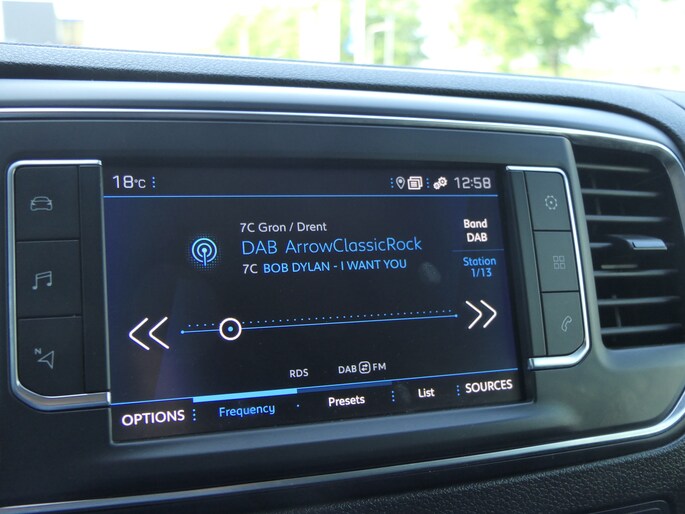 18°C
12:58
7C Gron / Drent
DAB ArrowClassicRock
7C BOB DYLAN - I WANT YOU
Band
DAB
Station
1/13
RDS
DAB FM
OPTIONS
Frequency
Presets
List
SOURCES
N